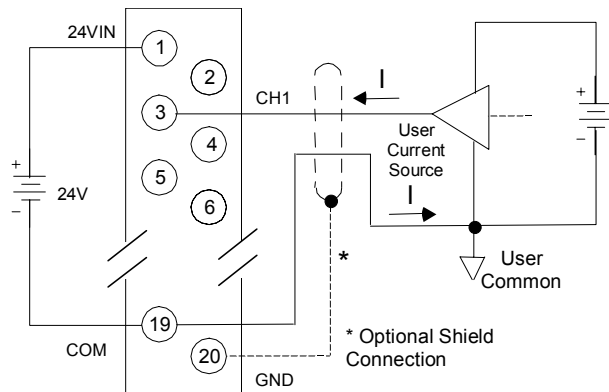 24VIN
1
2
3
CH1
I
4
User
Current
Source
5
+
24V
−
6
I
+
−
*
User
Common
19
COM
20
GND
* Optional Shield
Connection